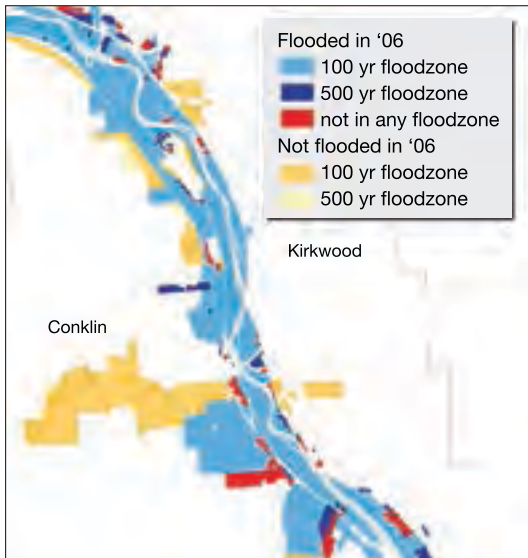 Flooded in ‘06
100 yr floodzone
500 yr floodzone
not in any floodzone
Not flooded in ‘06
100 yr floodzone
500 yr floodzone
Kirkwood
Conklin